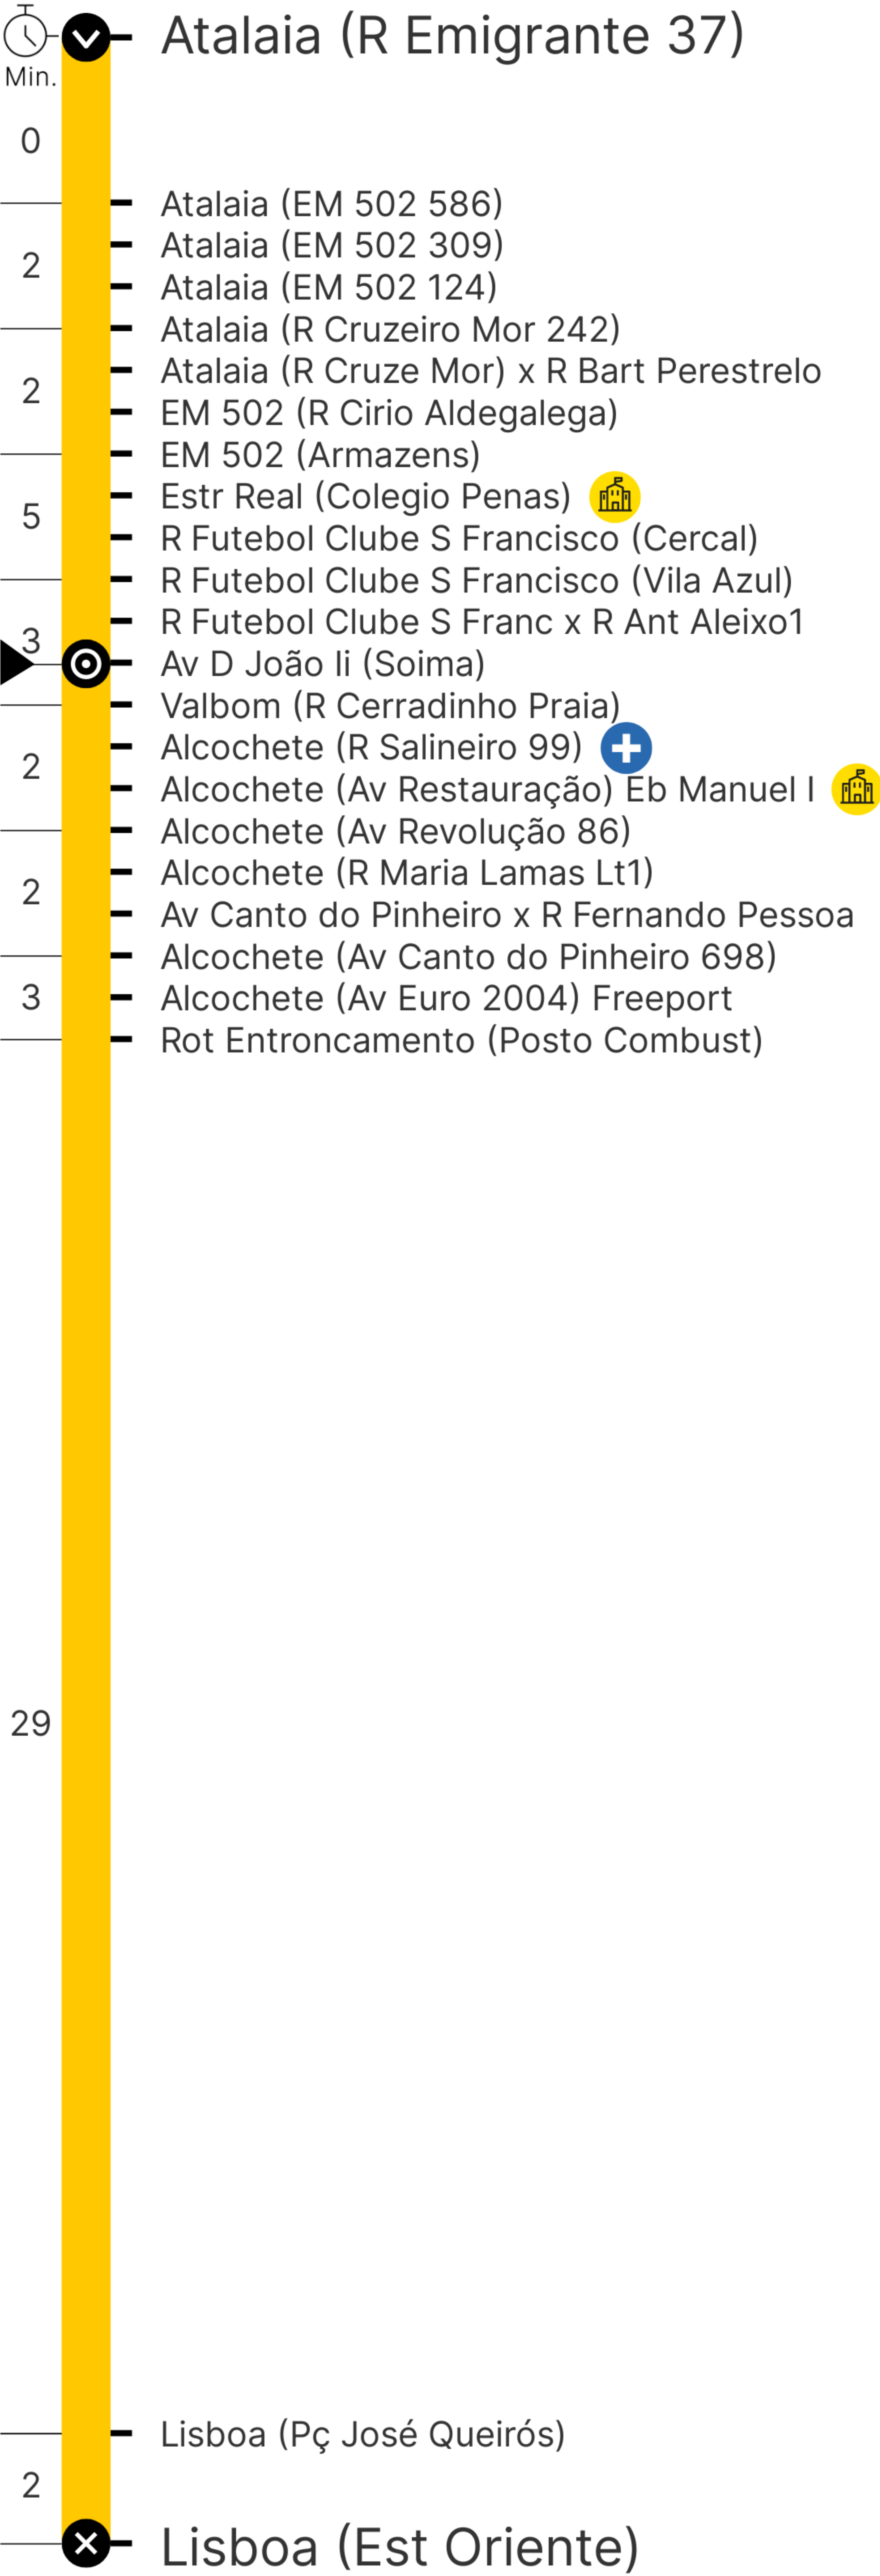 Atalaia (R Emigrante 37)
Min.
0
Atalaia (EM 502 586)
Atalaia (EM 502 309)
2
Atalaia (EM 502 124)
Atalaia (R Cruzeiro Mor 242)
Atalaia (R Cruze Mor) x R Bart Perestrelo
2
EM 502 (R Cirio Aldegalega)
EM 502 (Armazens)
Estr Real (Colegio Penas)
5
R Futebol Clube S Francisco (Cercal)
R Futebol Clube S Francisco (Vila Azul)
R Futebol Clube S Franc x R Ant Aleixo1
3
Av D João Ii (Soima)
Valbom (R Cerradinho Praia)
Alcochete (R Salineiro 99)
2
Alcochete (Av Restauração) Eb Manuel I
Alcochete (Av Revolução 86)
Alcochete (R Maria Lamas Lt1)
2
Av Canto do Pinheiro x R Fernando Pessoa
Alcochete (Av Canto do Pinheiro 698)
3
Alcochete (Av Euro 2004) Freeport
Rot Entroncamento (Posto Combust)
29
Lisboa (Pç José Queirós)
2
Lisboa (Est Oriente)